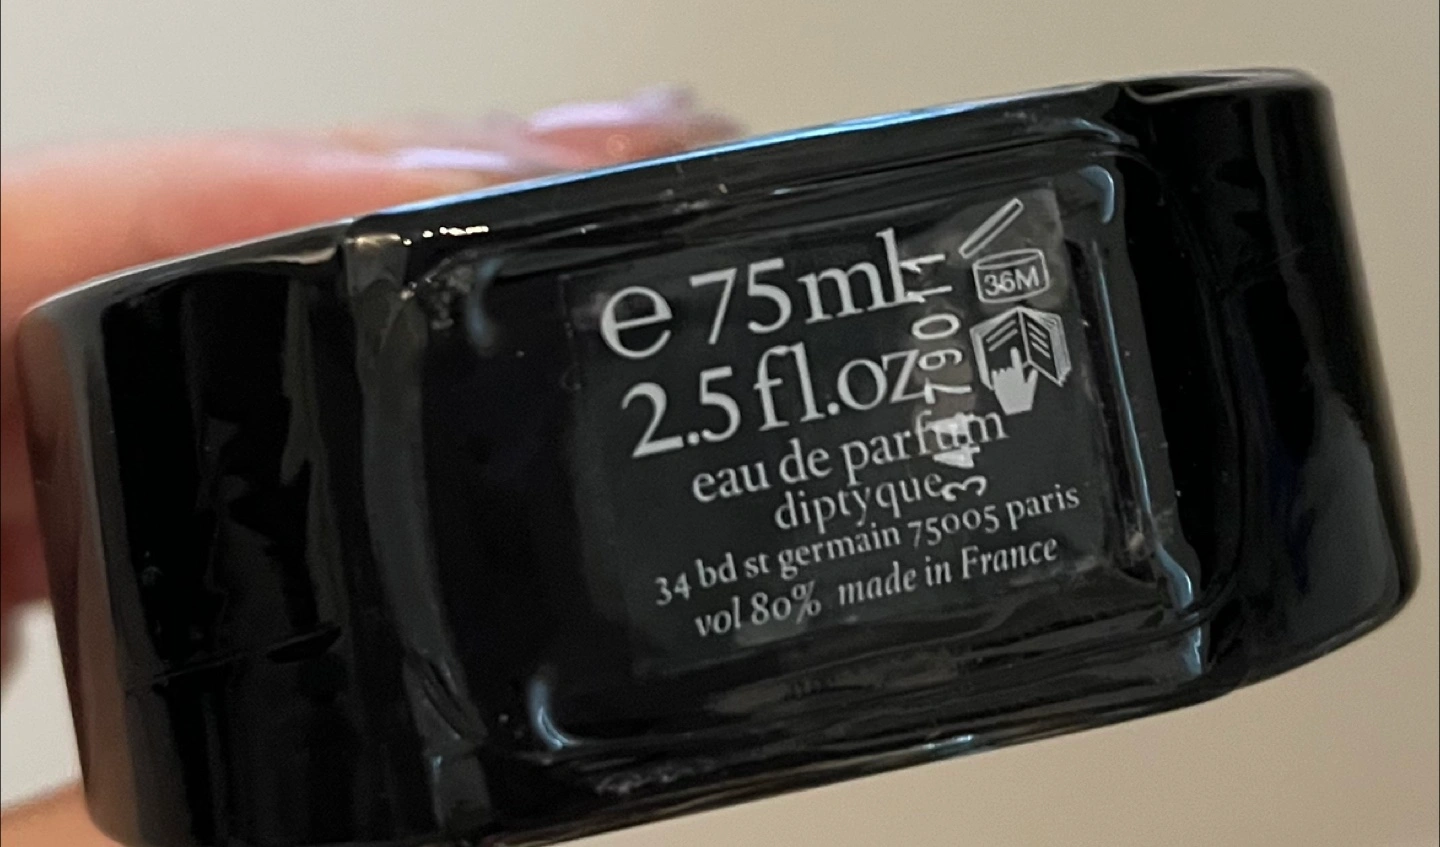 e 75ml
2.5 fl.oz
eau de parfum
diptyque
34 bd st germain 75005 paris
vol 80% made in France
36M